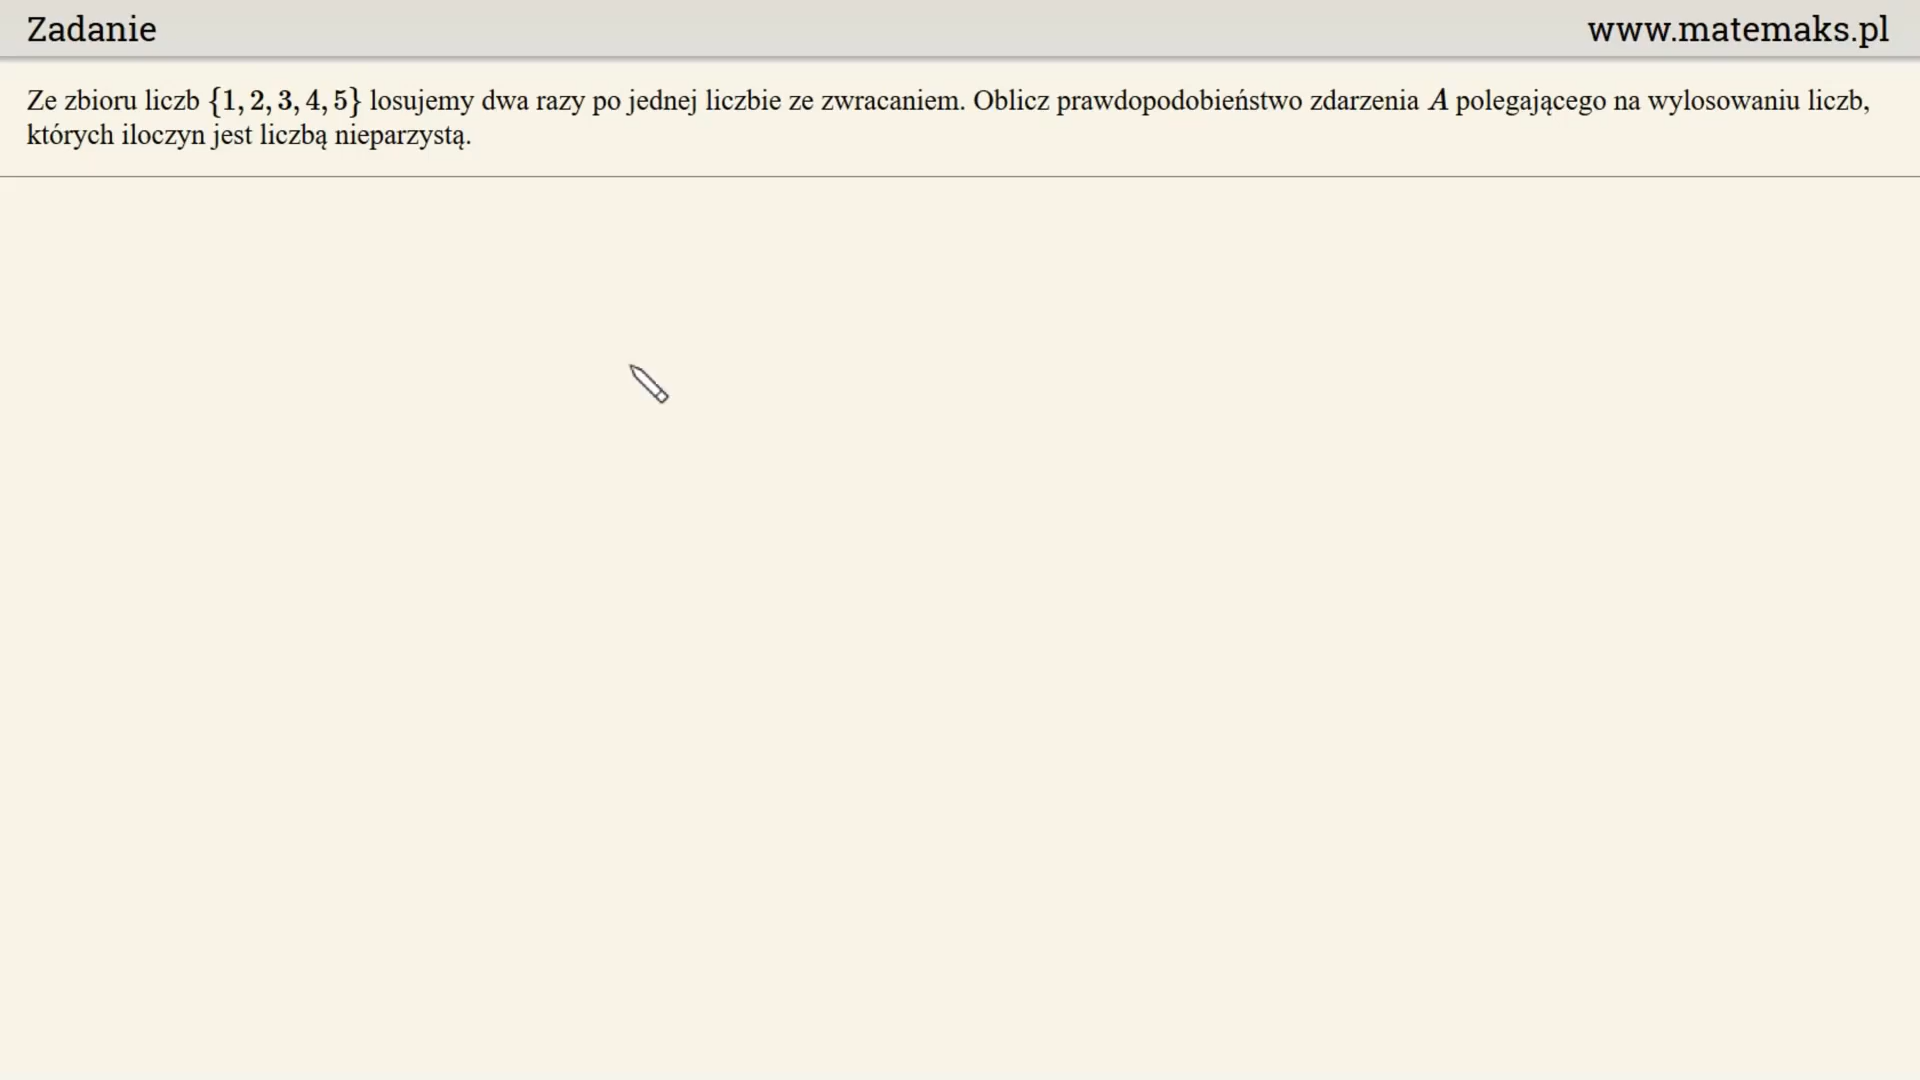 Zadanie www.matemaks.pl
Ze zbioru liczb {1, 2, 3, 4, 5} losujemy dwa razy po jednej liczbie ze zwracaniem. Oblicz prawdopodobieństwo zdarzenia A polegającego na wylosowaniu liczb,
których iloczyn jest liczbą nieparzystą.